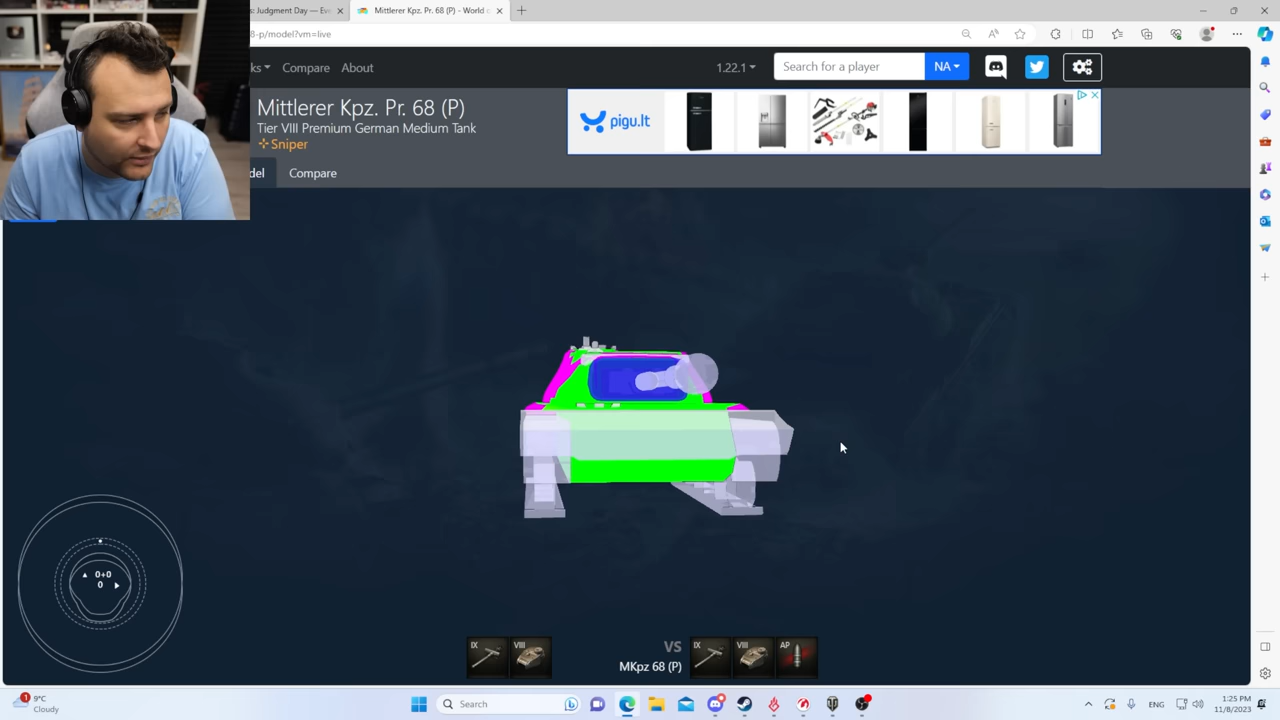 : Judgment Day — Eve
Mittlerer Kpz. Pr. 68 (P) - World o
8-p/model?vm=live
ks
Compare
About
1.22.1
Search for a player
NA
Mittlerer Kpz. Pr. 68 (P)
Tier VIII Premium German Medium Tank
Sniper
pigu.lt
del
Compare
0+0
0
IX
VIII
VS
MKpz 68 (P)
IX
VIII
AP
1
9°C
Cloudy
Search
ENG
1:25 PM
11/8/2023